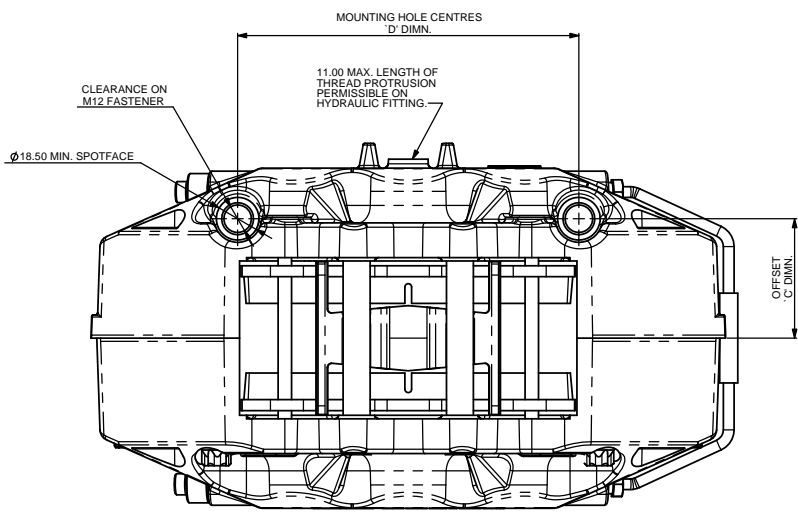 MOUNTING HOLE CENTRES
`D' DIMN.
11.00 MAX. LENGTH OF
THREAD PROTRUSION
PERMISSIBLE ON
HYDRAULIC FITTING.
CLEARANCE ON
M12 FASTENER
Ø18.50 MIN. SPOTFACE
OFFSET
`C' DIMN.